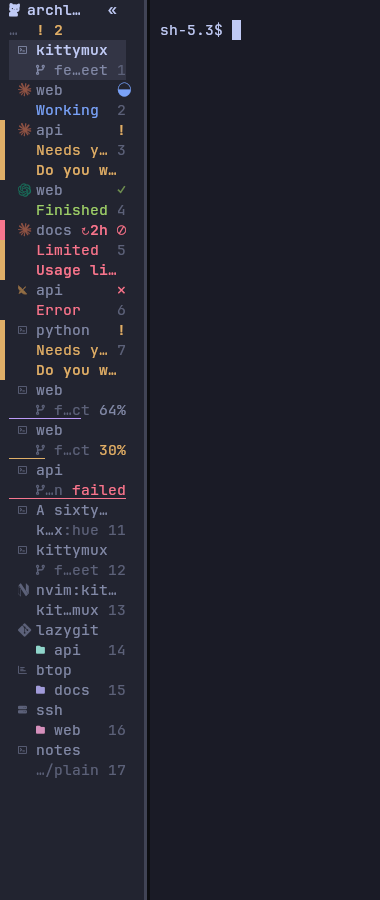 archl… «
… ! 2
kittymux
fe…eet 1
web
Working 2
api !
Needs y… 3
Do you w…
web ✓
Finished 4
docs ↻2h ⊘
Limited 5
Usage li…
api ×
Error 6
python !
Needs y… 7
Do you w…
web
f…ct 64%
web
f…ct 30%
api
…n failed
A sixty…
k…x:hue 11
kittymux
f…eet 12
nvim:kit…
kit…mux 13
lazygit
api 14
btop
docs 15
ssh
web 16
notes
…/plain 17
sh-5.3$